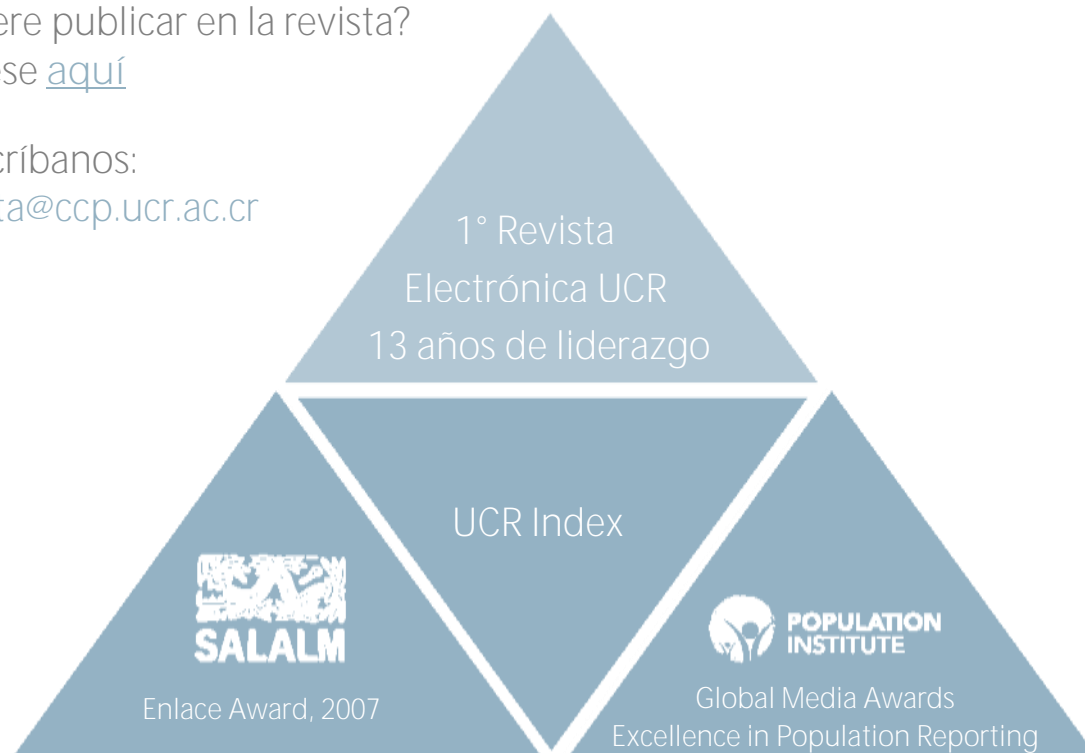 ere publicar en la revista?
se aquí
críbanos:
ta@ccp.ucr.ac.cr
1° Revista
Electrónica UCR
13 años de liderazgo
UCR Index
SALALM
Enlace Award, 2007
POPULATION
INSTITUTE
Global Media Awards
Excellence in Population Reporting